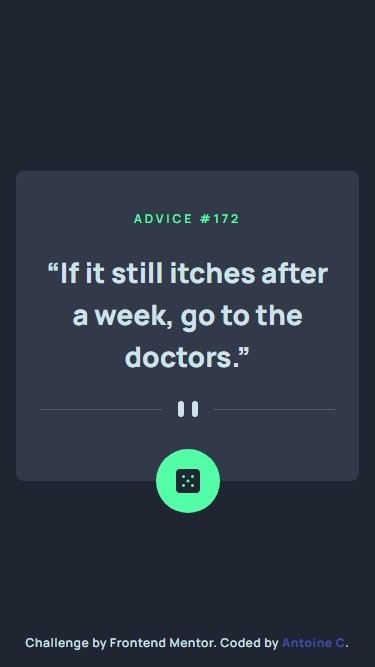 ADVICE #172
“If it still itches after
a week, go to the
doctors.”
Challenge by Frontend Mentor. Coded by Antoine C.